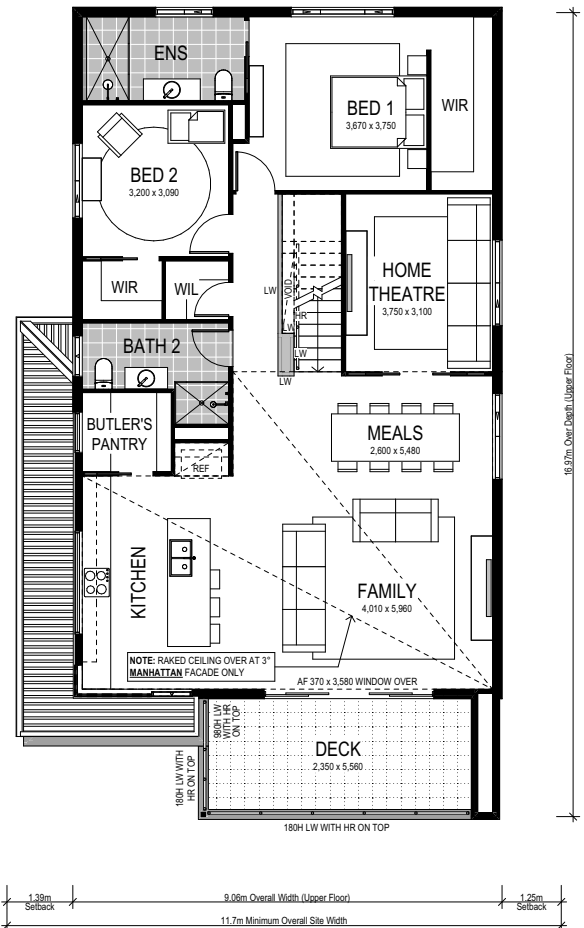 ENS
BED 1
3,670 x 3,750
WIR
BED 2
3,200 x 3,090
HOME
THEATRE
3,750 x 3,100
WIR
WIL
LW
VOID
HR
LW
LW
LW
BATH 2
BUTLER'S
PANTRY
REF
MEALS
2,600 x 5,480
KITCHEN
FAMILY
4,010 x 5,960
NOTE: RAKED CEILING OVER AT 3°
MANHATTAN FACADE ONLY
AF 370 x 3,580 WINDOW OVER
980H LW
WITH HR
ON TOP
DECK
2,350 x 5,560
180H LW WITH
HR ON TOP
180H LW WITH HR ON TOP
16.97m Over Depth (Upper Floor)
1.39m
Setback
9.06m Overall Width (Upper Floor)
1.25m
Setback
11.7m Minimum Overall Site Width